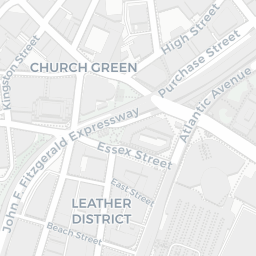 Kingston Street
High Street
CHURCH GREEN
Purchase Street
Atlantic Avenue
John F. Fitzgerald Expressway
Essex Street
East Street
LEATHER
DISTRICT
Beach Street